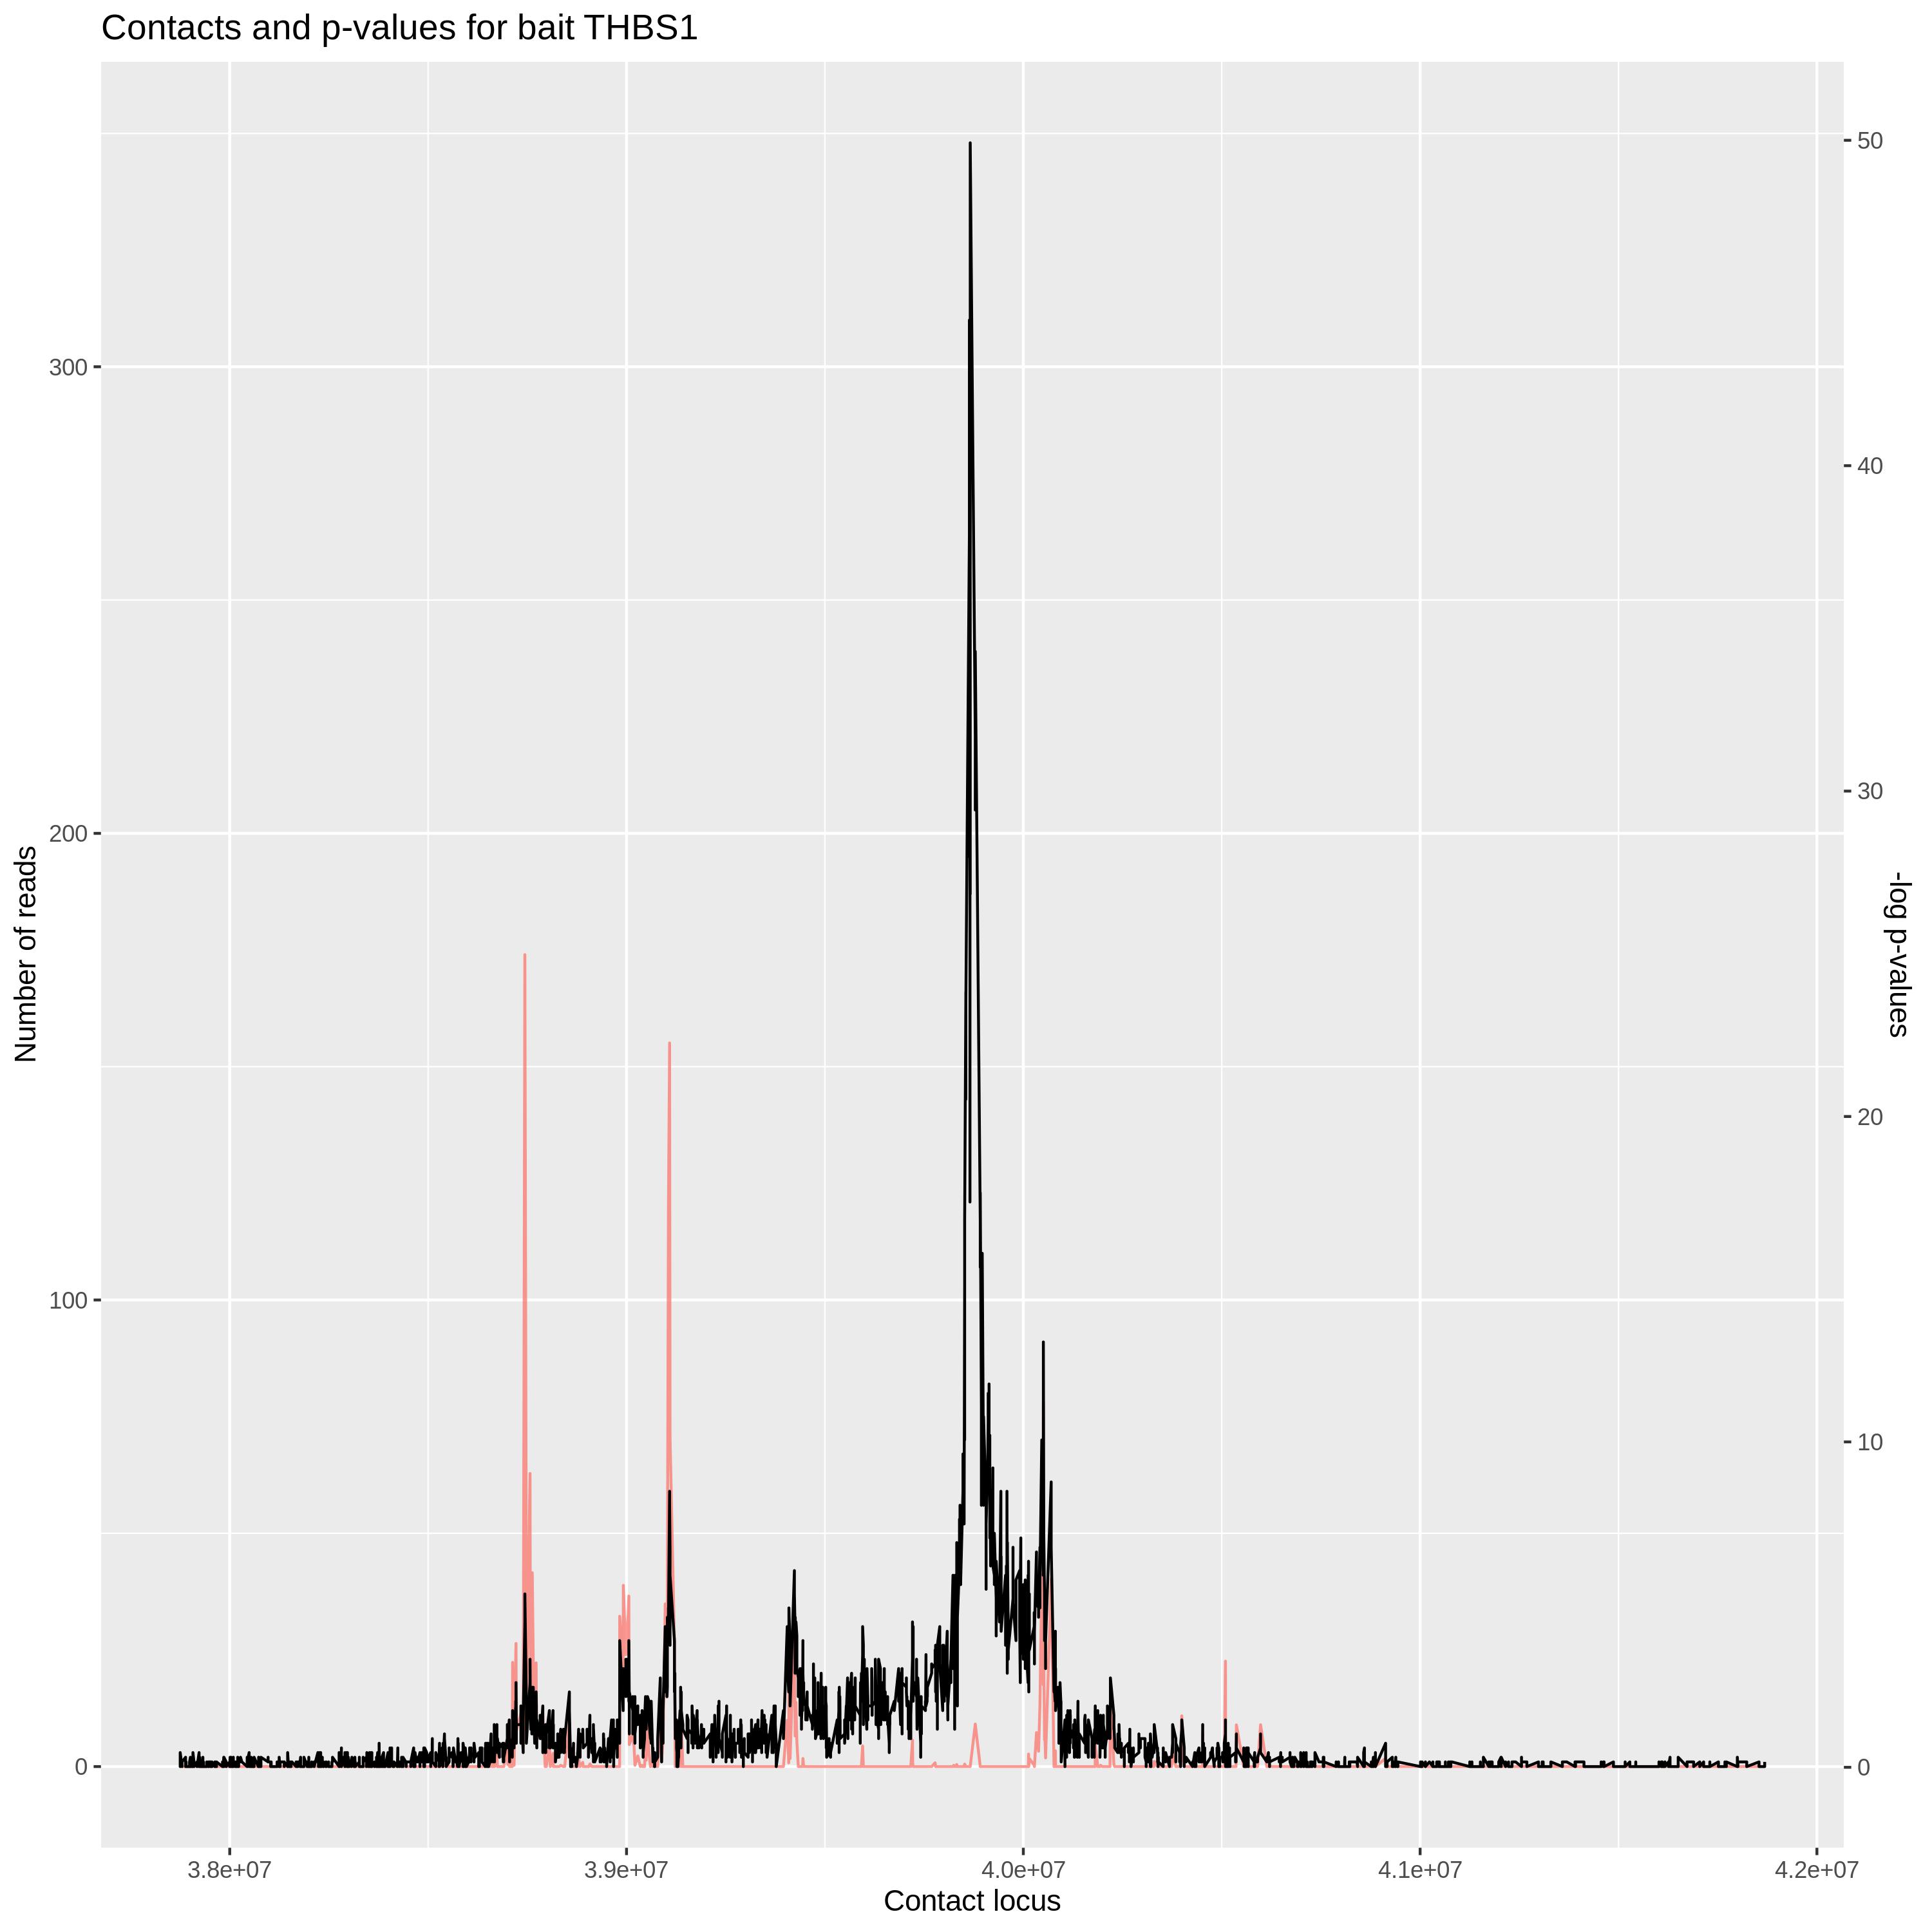 Contacts and p-values for bait THBS1
Number of reads
300
200
100
0
50
40
30
20
10
0
-log p-values
3.8e+07
3.9e+07
4.0e+07
4.1e+07
4.2e+07
Contact locus